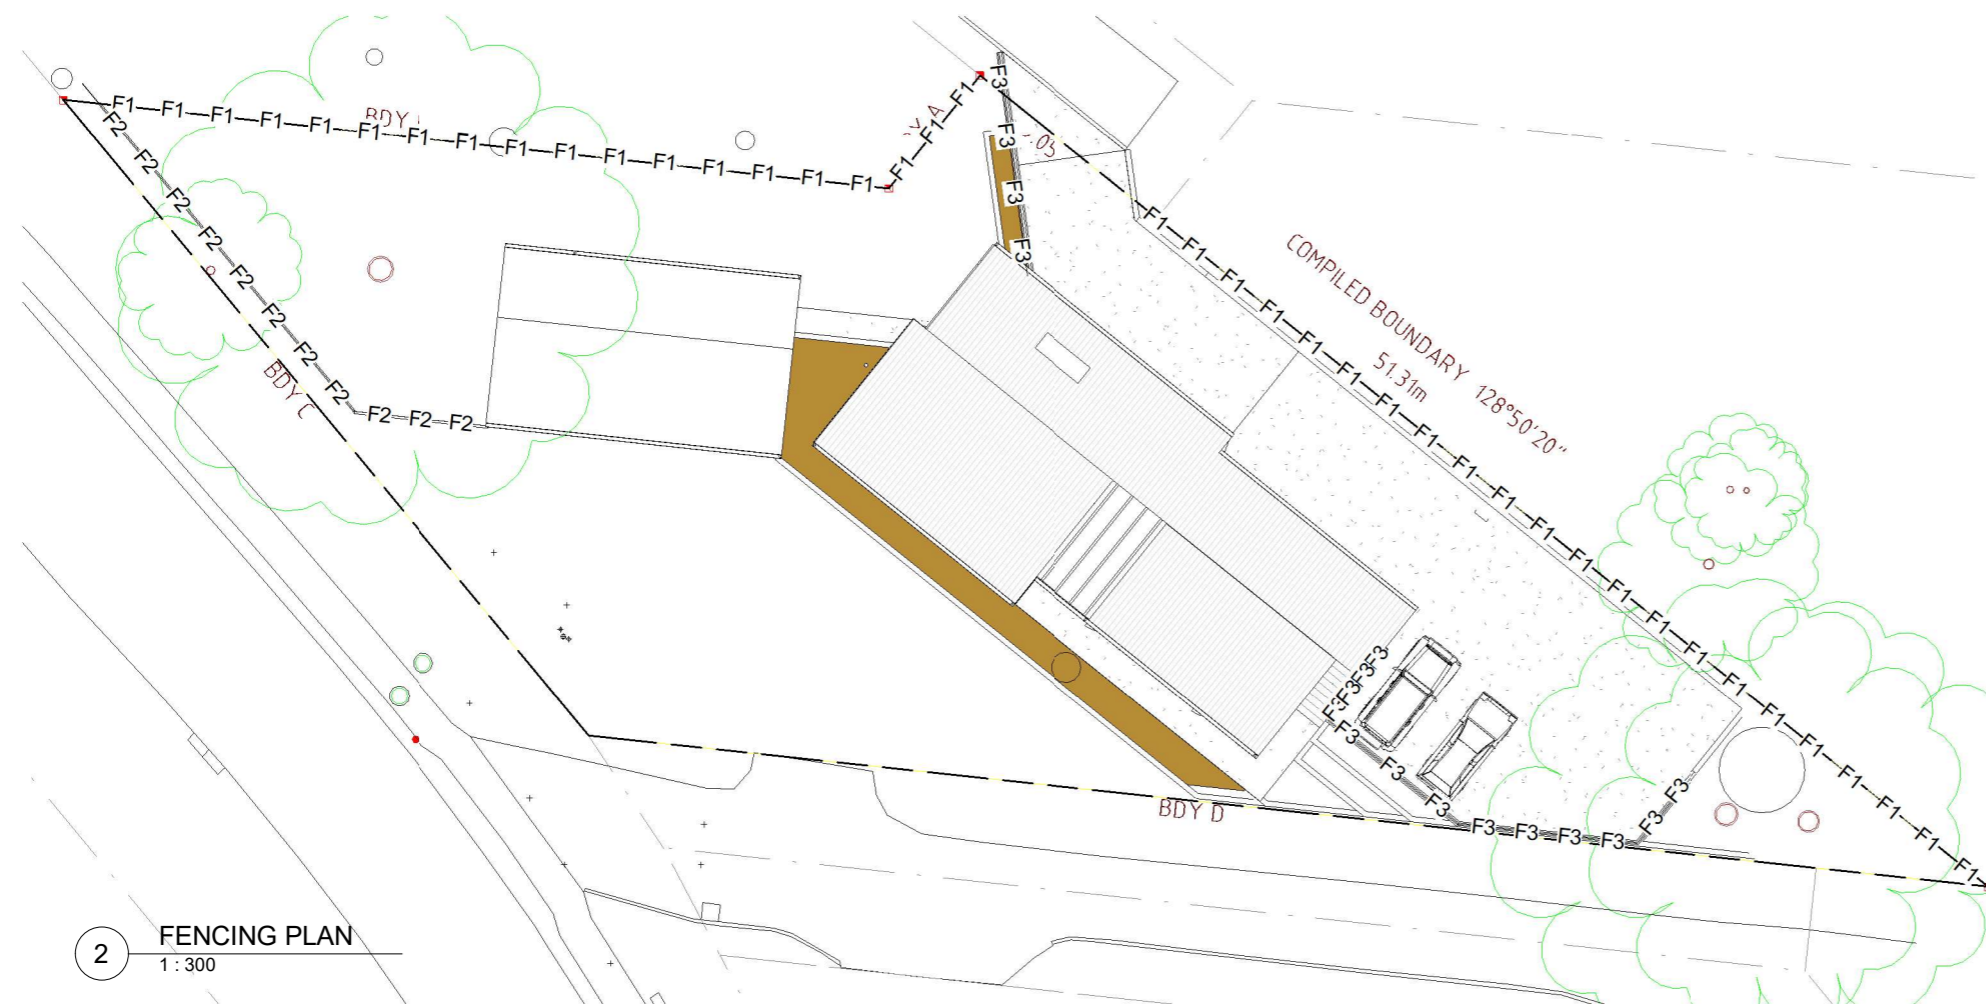 F1 F1 F1 F1 F1 F1 F1 F1 F1 F1 F1 F1 F1 F1 F1 F1
BDY
F1 F1 F1
A
F3 F3 F3 F3
.05
F2 F2 F2 F2 F2 F2 F2 F2
BDY C
F2 F2 F2
F1 F1 F1 F1 F1 F1 F1 F1 F1 F1 F1 F1 F1 F1 F1 F1 F1 F1 F1 F1 F1 F1
COMPILED BOUNDARY 128°50'20"
51.31m
F3 F3 F3 F3
F3 F3 F3
F3 F3 F3 F3
F3 F3
BDY D
2
FENCING PLAN
1 : 300